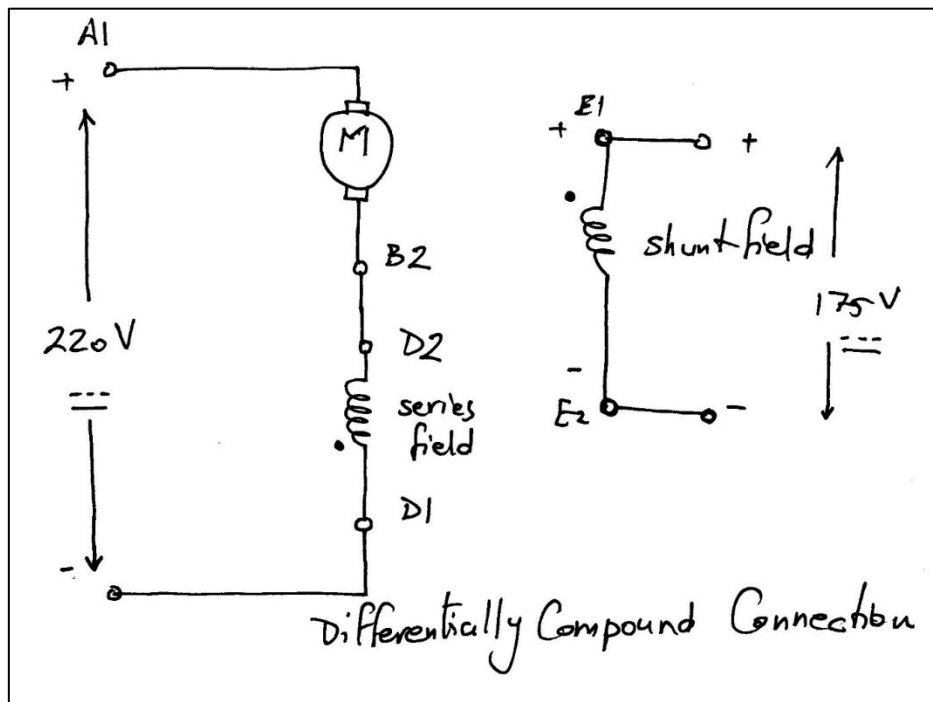 A1
+
M
E1
+
+
B2
shunt field
220V
D2
175V
series
field
-
E2
-
D1
-
Differentially Compound Connection